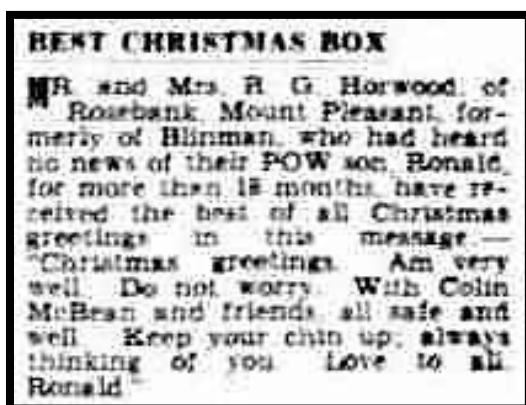 BEST CHRISTMAS BOX
MR and Mrs. R G Horwood, of
Rosebank, Mount Pleasant, for-
merly of Blinman, who had heard
no news of their POW son, Ronald,
for more than 18 months, have re-
ceived the best of all Christmas
greetings in this message —
"Christmas greetings. Am very
well. Do not worry. With Colin
McBean and friends, all safe and
well. Keep your chin up; always
thinking of you. Love to all.
Ronald"